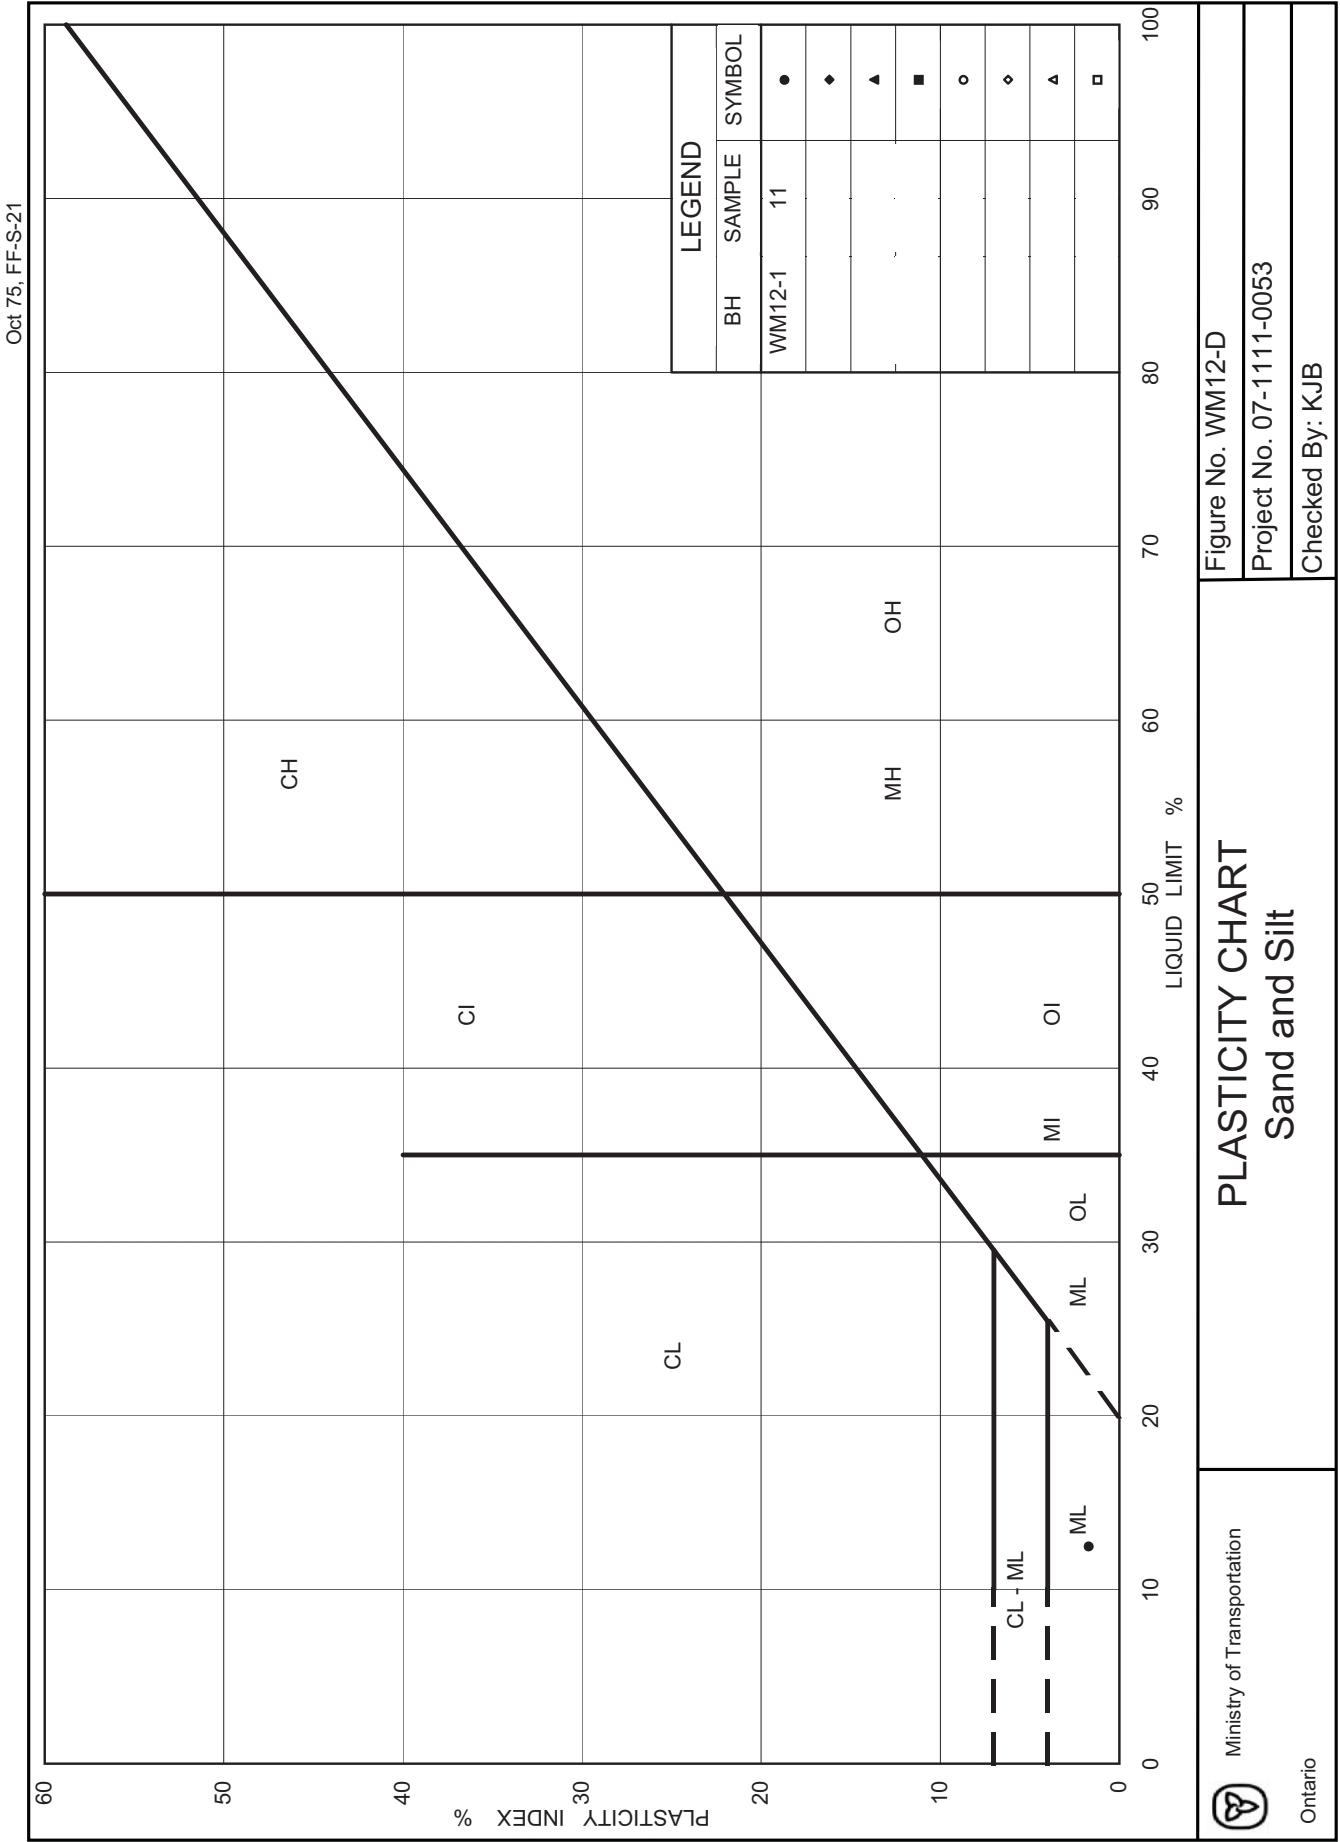 Oct 75, FF-S-21
60
50
40
30
20
10
0
PLASTICITY INDEX %
CH
CI
CL
CL - ML
ML
ML
OL
MI
OI
MH
OH
LEGEND
BH SAMPLE SYMBOL
WM12-1 11
0 10 20 30 40 50 60 70 80 90 100
LIQUID LIMIT %
Ministry of Transportation
Ontario
PLASTICITY CHART
Sand and Silt
Figure No. WM12-D
Project No. 07-1111-0053
Checked By: KJB